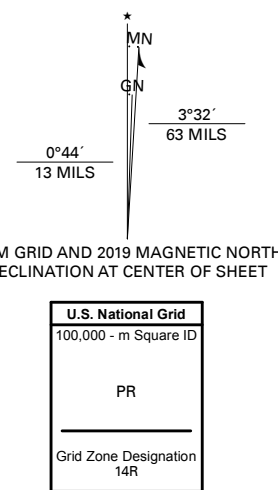 ★
MN
GN
3°32´
63 MILS
0°44´
13 MILS
M GRID AND 2019 MAGNETIC NORTH
ECLINATION AT CENTER OF SHEET
U.S. National Grid
100,000 - m Square ID
PR
Grid Zone Designation
14R